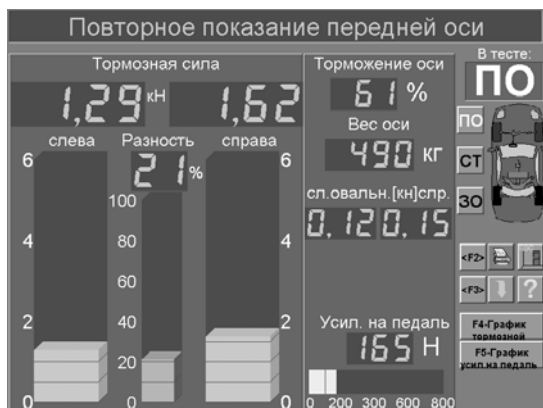 Повторное показание передней оси
Тормозная сила
1,29 кН 1,62
слева Разность справа
21 %
6 6
100
4 80 4
60
2 40 2
20
0 0 0
Торможение оси
61 %
Вес оси
490 кг
сл.овальн.[кн]спр.
0,12 0,15
Усил. на педаль
165 Н
0 200 300 600 800
В тесте:
ПО
ПО
СТ
ЗО
<F2>
<F3> ?
F4-График
тормозной
F5-График
усил.на педаль